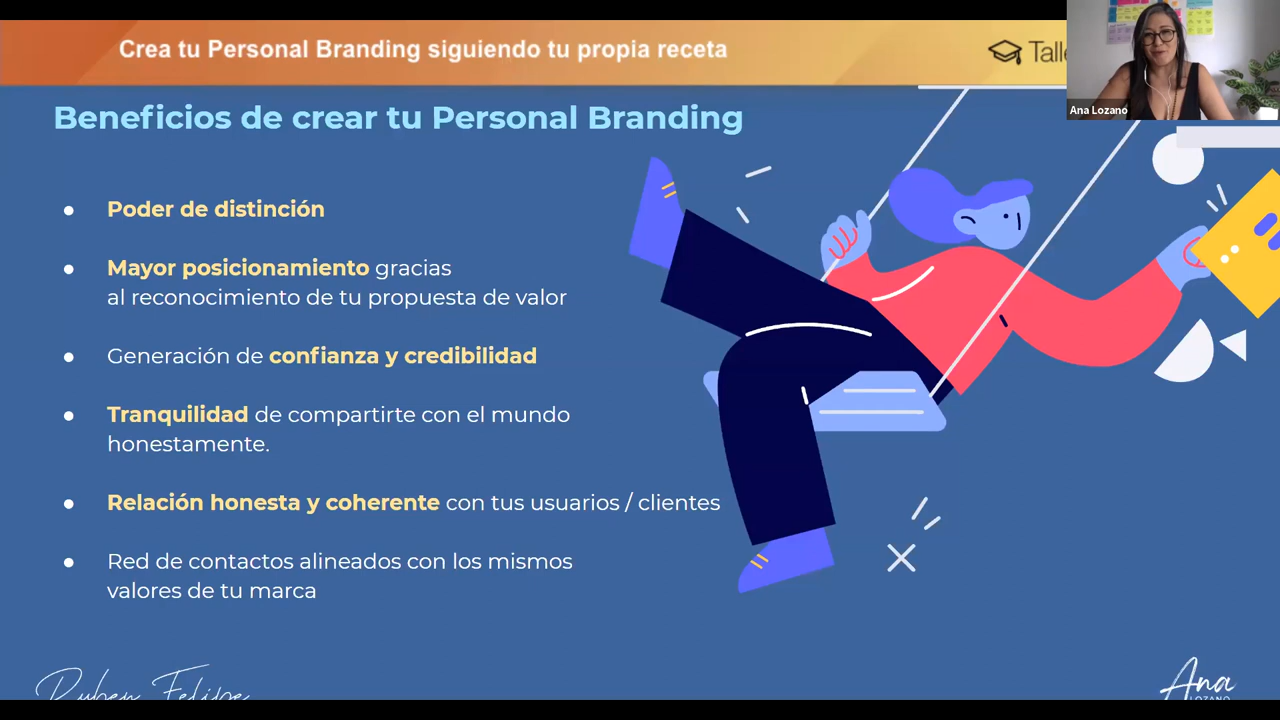 Crea tu Personal Branding siguiendo tu propia receta
Ana Lozano
Beneficios de crear tu Personal Branding
● Poder de distinción
● Mayor posicionamiento gracias
al reconocimiento de tu propuesta de valor
● Generación de confianza y credibilidad
● Tranquilidad de compartirte con el mundo
honestamente.
● Relación honesta y coherente con tus usuarios / clientes
● Red de contactos alineados con los mismos
valores de tu marca
Ruben Felipe
Ana
LOZANO